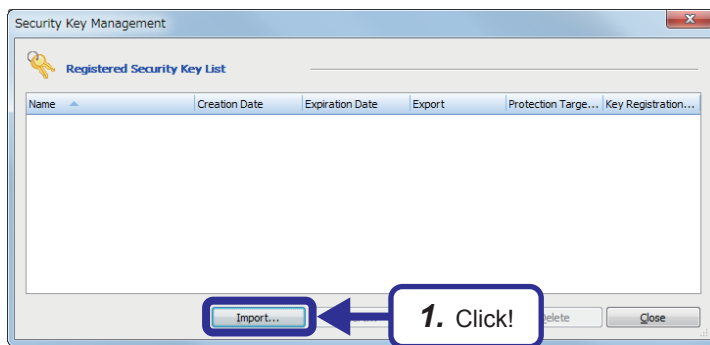 Security Key Management
Registered Security Key List
Name Creation Date Expiration Date Export Protection Targe... Key Registration...
Import... 1. Click! Close